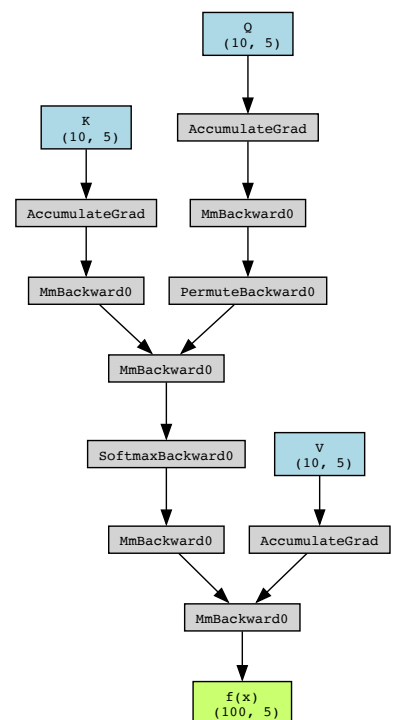 Q
(10, 5)
K
(10, 5)
AccumulateGrad
AccumulateGrad
MmBackward0
MmBackward0
PermuteBackward0
MmBackward0
SoftmaxBackward0
V
(10, 5)
MmBackward0
AccumulateGrad
MmBackward0
f(x)
(100, 5)